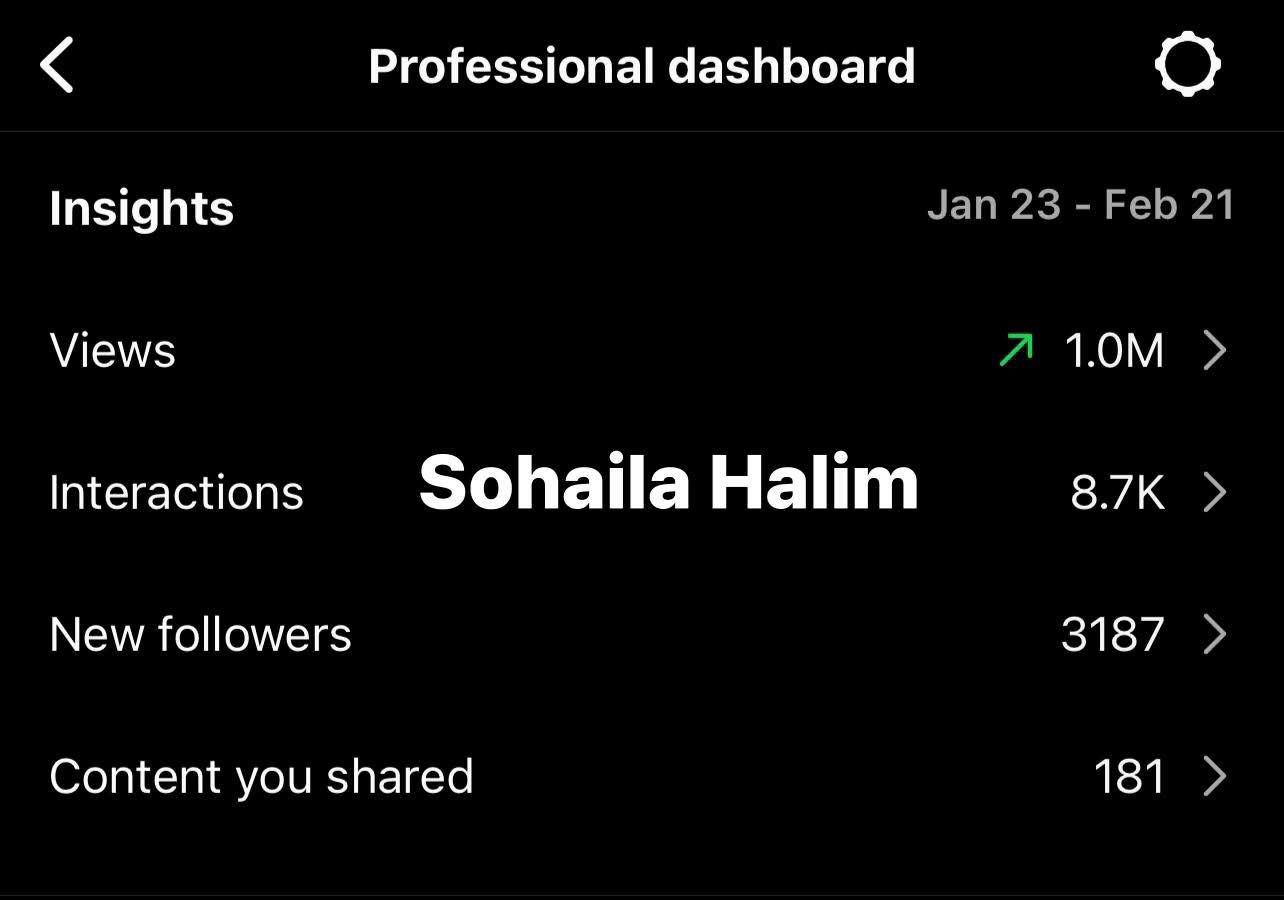 Professional dashboard
Insights Jan 23 - Feb 21
Views 1.0M
Interactions Sohaila Halim 8.7K
New followers 3187
Content you shared 181